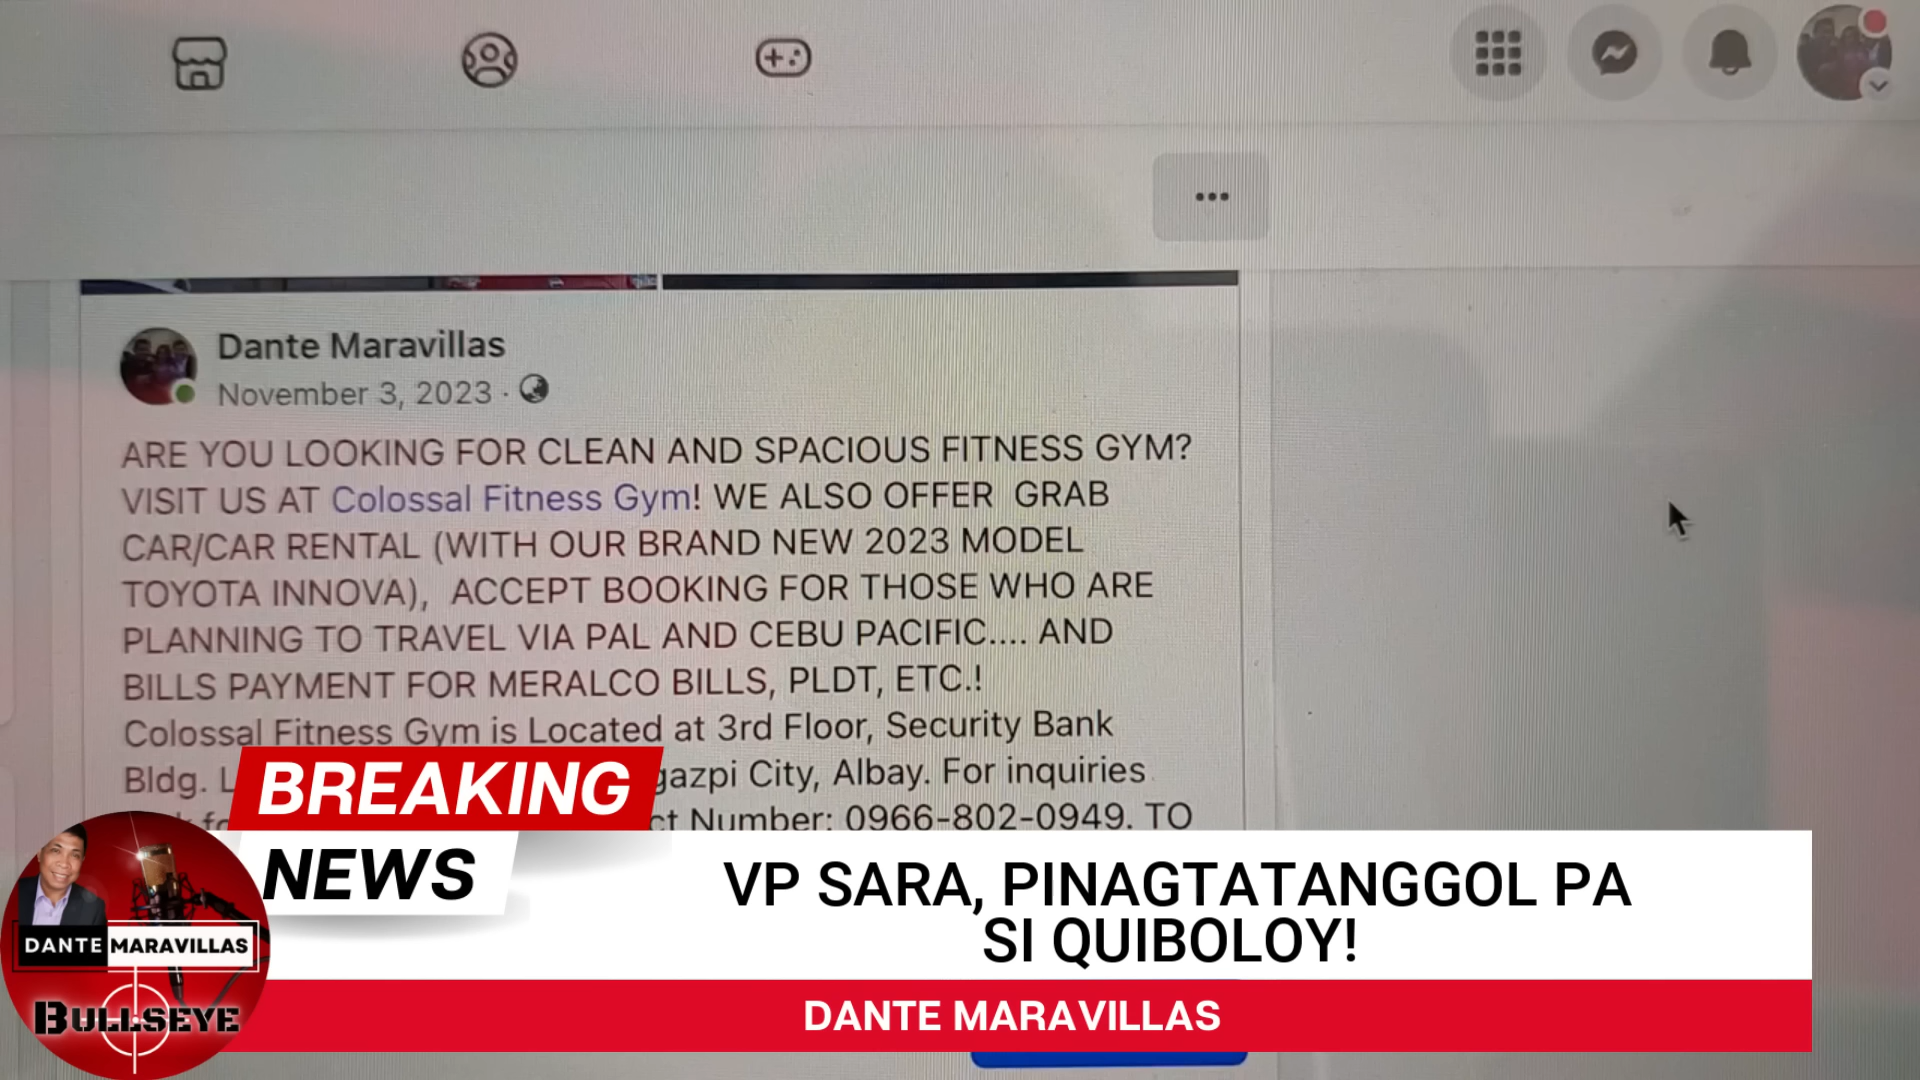 Dante Maravillas
November 3, 2023 ·
ARE YOU LOOKING FOR CLEAN AND SPACIOUS FITNESS GYM?
VISIT US AT Colossal Fitness Gym! WE ALSO OFFER GRAB
CAR/CAR RENTAL (WITH OUR BRAND NEW 2023 MODEL
TOYOTA INNOVA), ACCEPT BOOKING FOR THOSE WHO ARE
PLANNING TO TRAVEL VIA PAL AND CEBU PACIFIC.... AND
BILLS PAYMENT FOR MERALCO BILLS, PLDT, ETC.!
Colossal Fitness Gym is Located at 3rd Floor, Security Bank
Bldg. gazpi City, Albay. For inquiries
Number: 0966-802-0949. TO
BREAKING
NEWS
VP SARA, PINAGTATANGGOL PA
SI QUIBOLOY!
DANTE MARAVILLAS
DANTE MARAVILLAS
BULLSEYE